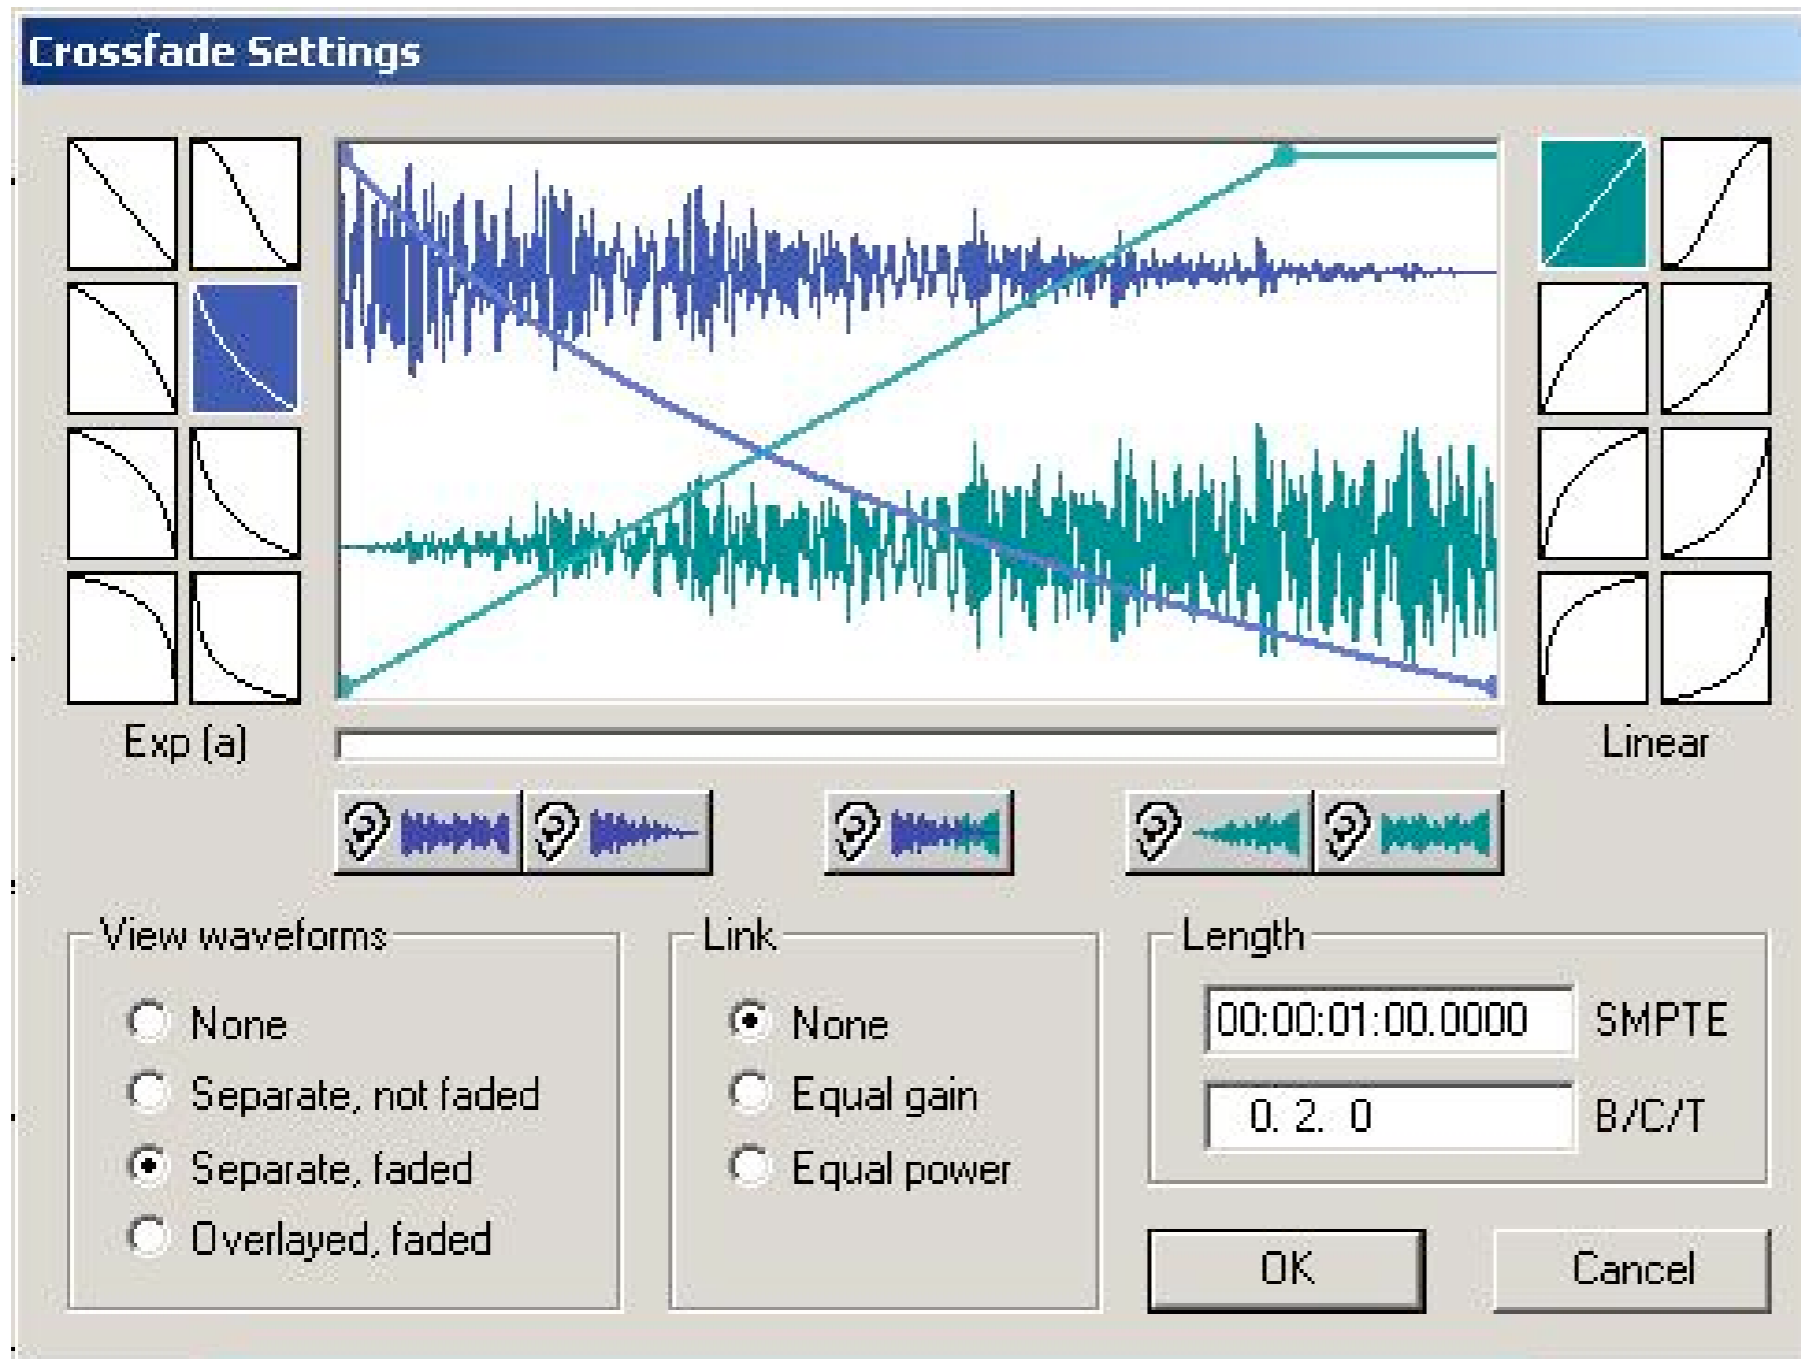 Crossfade Settings
Exp (a)
Linear
View waveforms
None
Separate, not faded
Separate, faded
Overlayed, faded
Link
None
Equal gain
Equal power
Length
00:00:01:00.0000 SMPTE
0. 2. 0 B/C/T
OK Cancel